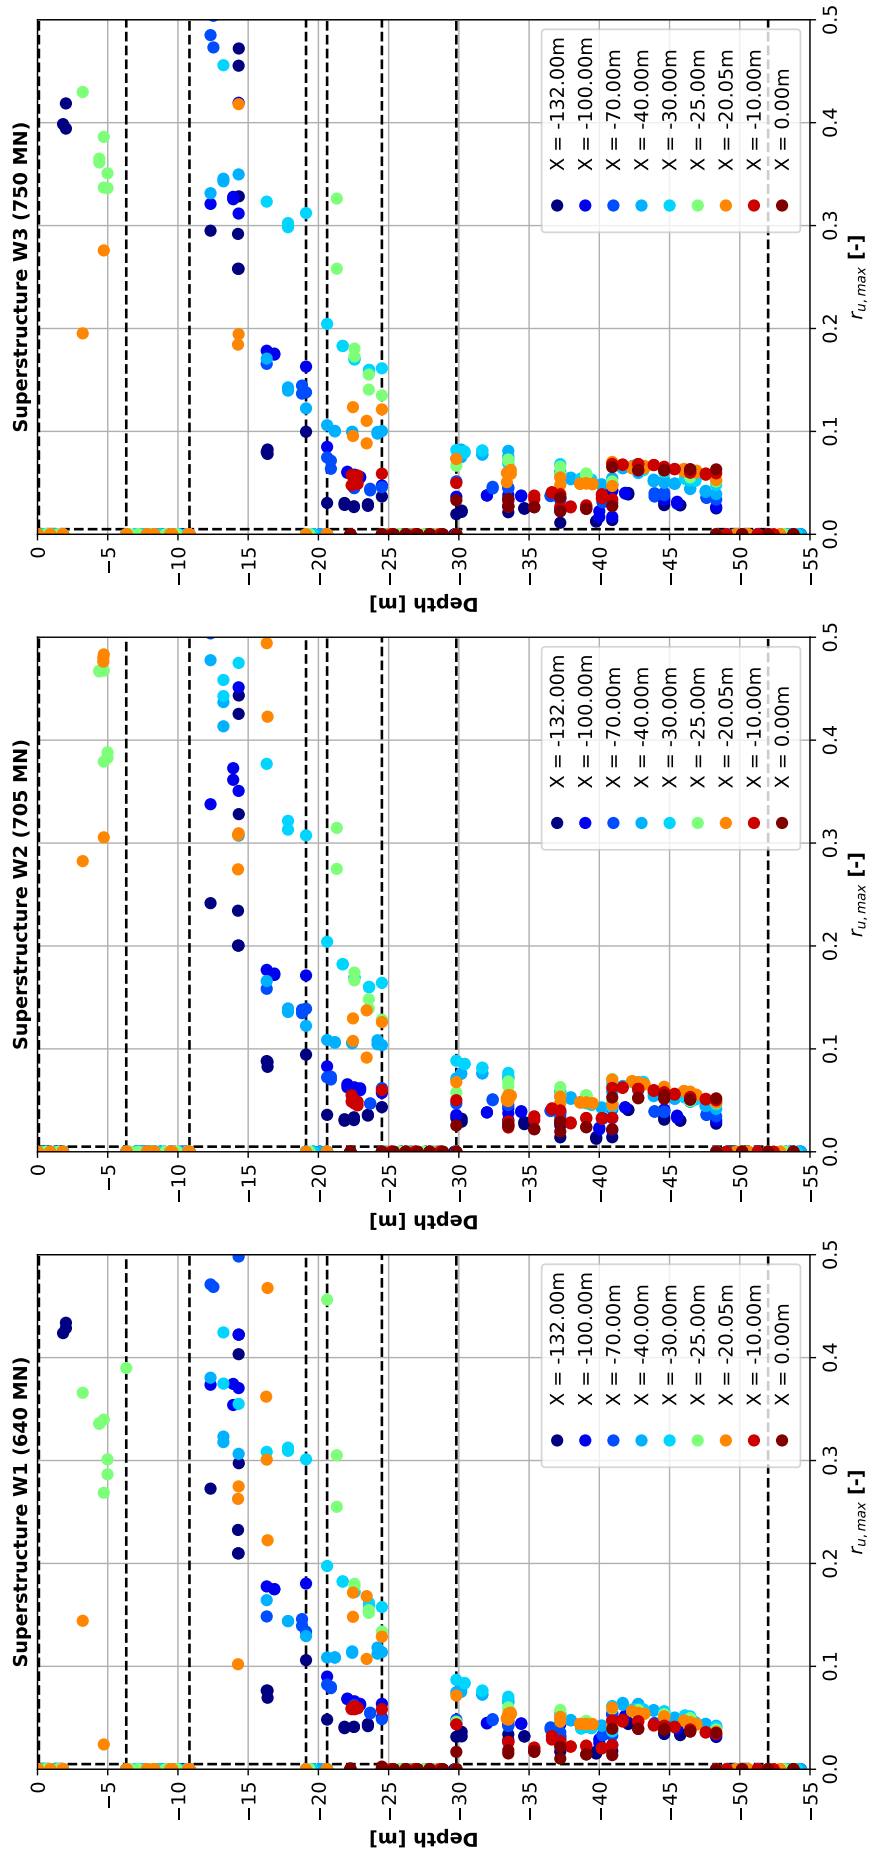 Superstructure W1 (640 MN)
Depth [m]
0
−5
−10
−15
−20
−25
−30
−35
−40
−45
−50
−55
X = -132.00m
X = -100.00m
X = -70.00m
X = -40.00m
X = -30.00m
X = -25.00m
X = -20.05m
X = -10.00m
X = 0.00m
0.0 0.1 0.2 0.3 0.4 0.5
r_{u, max} [-]
Superstructure W2 (705 MN)
Depth [m]
0
−5
−10
−15
−20
−25
−30
−35
−40
−45
−50
−55
X = -132.00m
X = -100.00m
X = -70.00m
X = -40.00m
X = -30.00m
X = -25.00m
X = -20.05m
X = -10.00m
X = 0.00m
0.0 0.1 0.2 0.3 0.4 0.5
r_{u, max} [-]
Superstructure W3 (750 MN)
Depth [m]
0
−5
−10
−15
−20
−25
−30
−35
−40
−45
−50
−55
X = -132.00m
X = -100.00m
X = -70.00m
X = -40.00m
X = -30.00m
X = -25.00m
X = -20.05m
X = -10.00m
X = 0.00m
0.0 0.1 0.2 0.3 0.4 0.5
r_{u, max} [-]